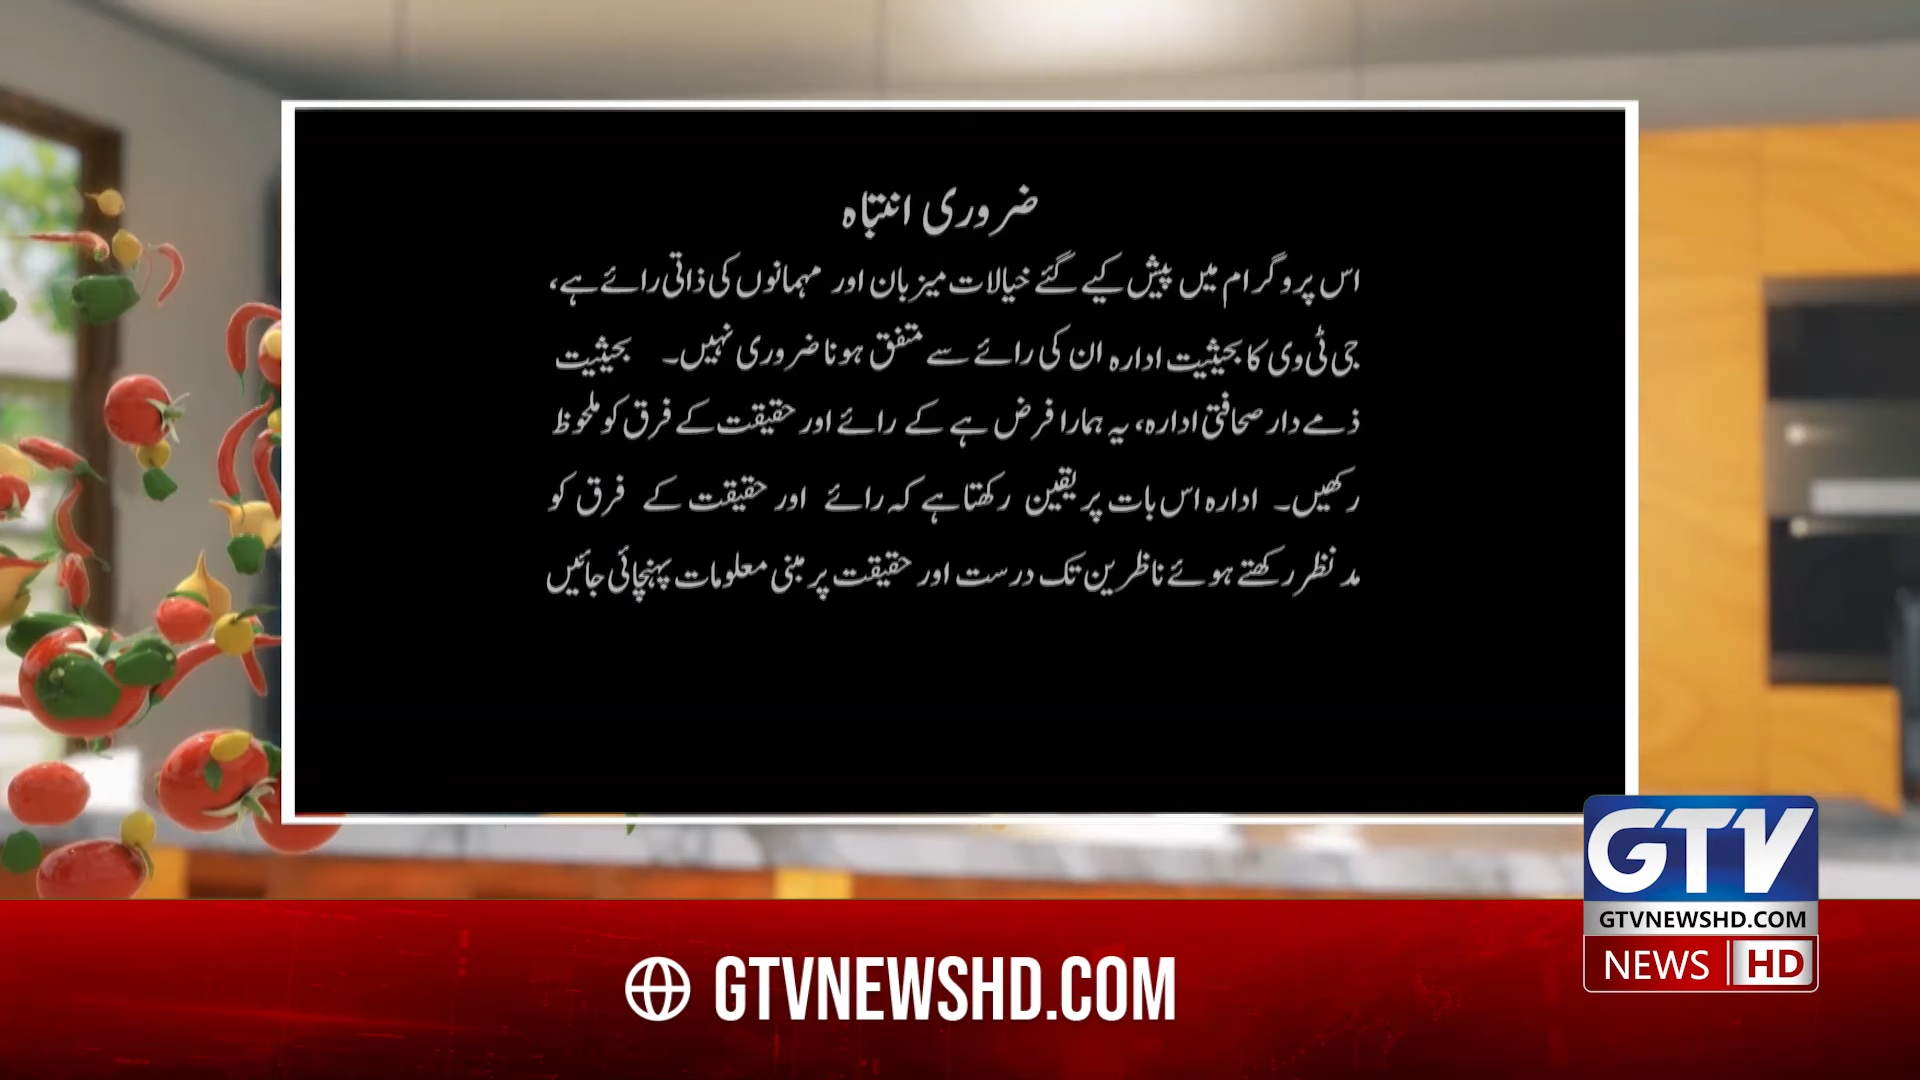 ضروری انتباہ
اس پروگرام میں پیش کیے گئے خیالات میزبان اور مہمانوں کی ذاتی رائے ہے،
جی ٹی وی کا بحیثیت ادارہ ان کی رائے سے متفق ہونا ضروری نہیں۔ بحیثیت
ذمے دار صحافتی ادارہ، یہ ہمارا فرض ہے کے رائے اور حقیقت کے فرق کو ملحوظ
رکھیں۔ ادارہ اس بات پر یقین رکھتا ہے کہ رائے اور حقیقت کے فرق کو
مد نظر رکھتے ہوئے ناظرین تک درست اور حقیقت پر مبنی معلومات پہنچائی جائیں
GTV
GTVNEWSHD.COM
NEWS HD
GTVNEWSHD.COM